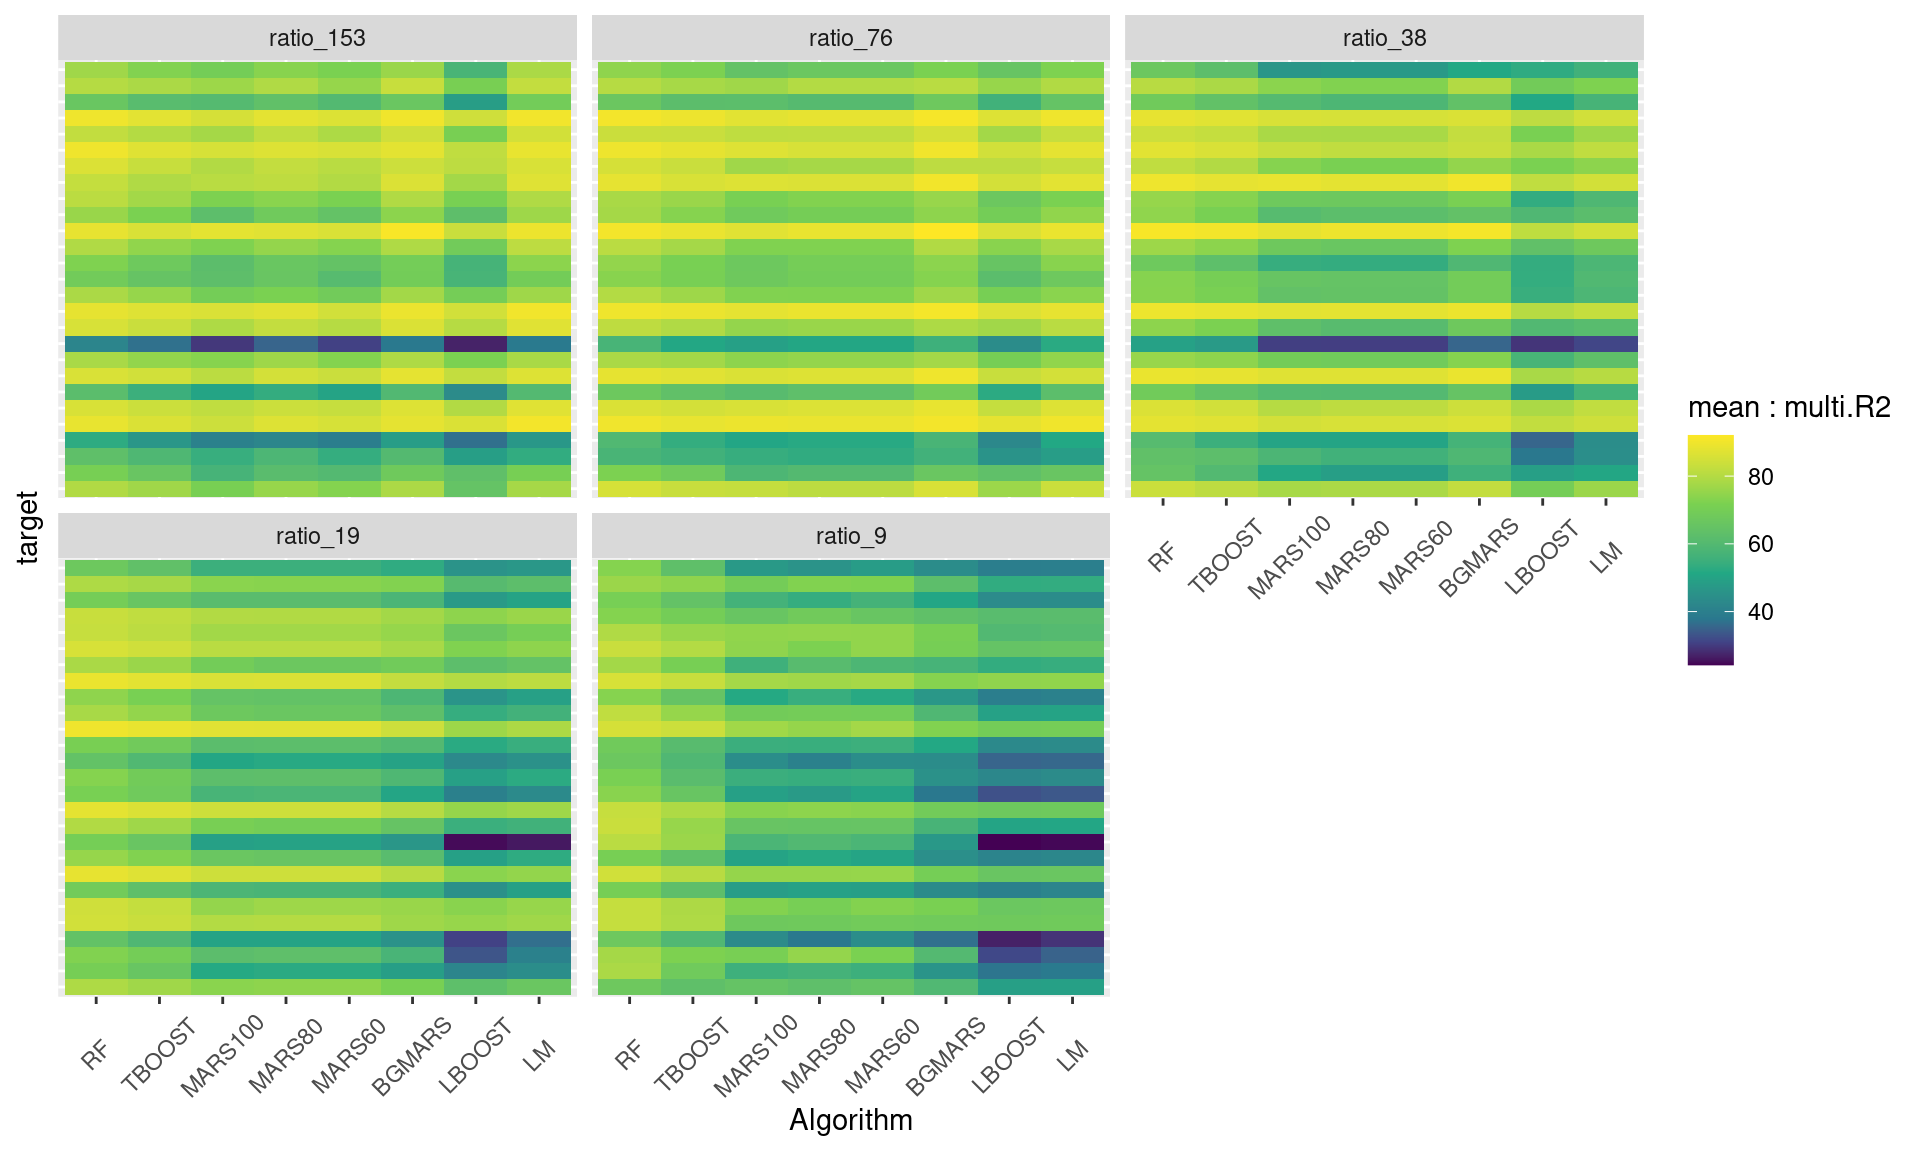 ratio_153
ratio_76
ratio_38
target
RF
TBOOST
MARS100
MARS80
MARS60
BGMARS
LBOOST
LM
mean : multi.R2
80
60
40
ratio_19
ratio_9
RF
TBOOST
MARS100
MARS80
MARS60
BGMARS
LBOOST
LM
RF
TBOOST
MARS100
MARS80
MARS60
BGMARS
LBOOST
LM
Algorithm